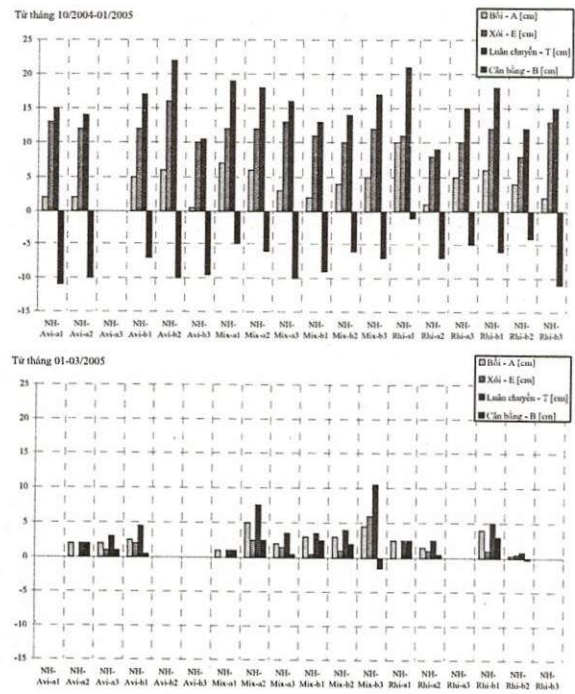 Từ tháng 10/2004-01/2005
Bồi - A [cm]
Xói - E [cm]
Luân chuyển - T [cm]
Cân bằng - B [cm]
25
20
15
10
5
0
-5
-10
-15
NH-Avi-a1 NH-Avi-a2 NH-Avi-a3 NH-Avi-b1 NH-Avi-b2 NH-Avi-b3 NH-Mix-a1 NH-Mix-a2 NH-Mix-a3 NH-Mix-b1 NH-Mix-b2 NH-Mix-b3 NH-Rhi-a1 NH-Rhi-a2 NH-Rhi-a3 NH-Rhi-b1 NH-Rhi-b2 NH-Rhi-b3
Từ tháng 01-03/2005
Bồi - A [cm]
Xói - E [cm]
Luân chuyển - T [cm]
Cân bằng - B [cm]
25
20
15
10
5
0
-5
-10
-15
NH-Avi-a1 NH-Avi-a2 NH-Avi-a3 NH-Avi-b1 NH-Avi-b2 NH-Avi-b3 NH-Mix-a1 NH-Mix-a2 NH-Mix-a3 NH-Mix-b1 NH-Mix-b2 NH-Mix-b3 NH-Rhi-a1 NH-Rhi-a2 NH-Rhi-a3 NH-Rhi-b1 NH-Rhi-b2 NH-Rhi-b3